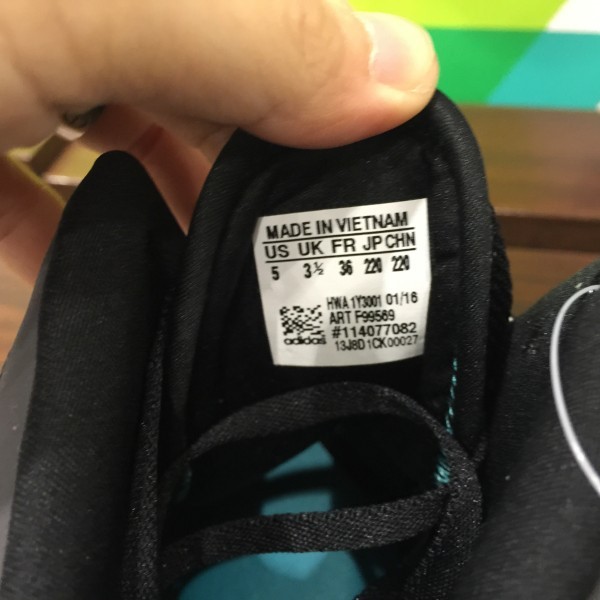 MADE IN VIETNAM
US UK FR JP CHN
5 3½ 36 220 220
HWA 1Y3001 01/16
ART F99569
#114077082
adidas 13J8D1CK00027